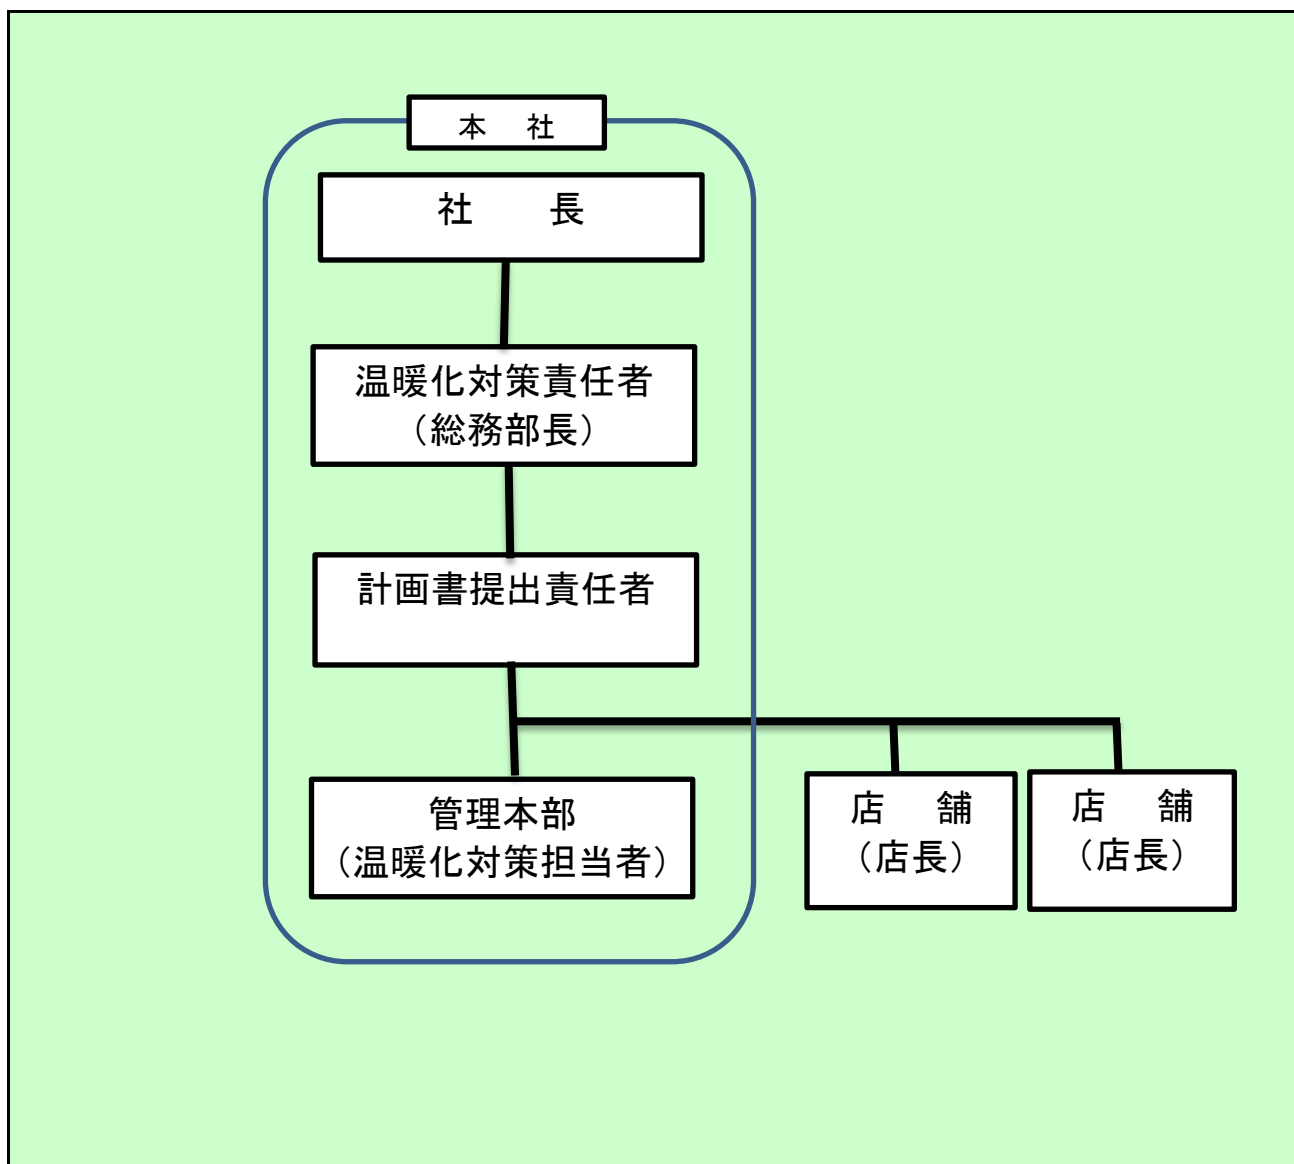 本　社
社　　長
温暖化対策責任者
（総務部長）
計画書提出責任者
管理本部
（温暖化対策担当者）
店　舗
（店長）
店　舗
（店長）